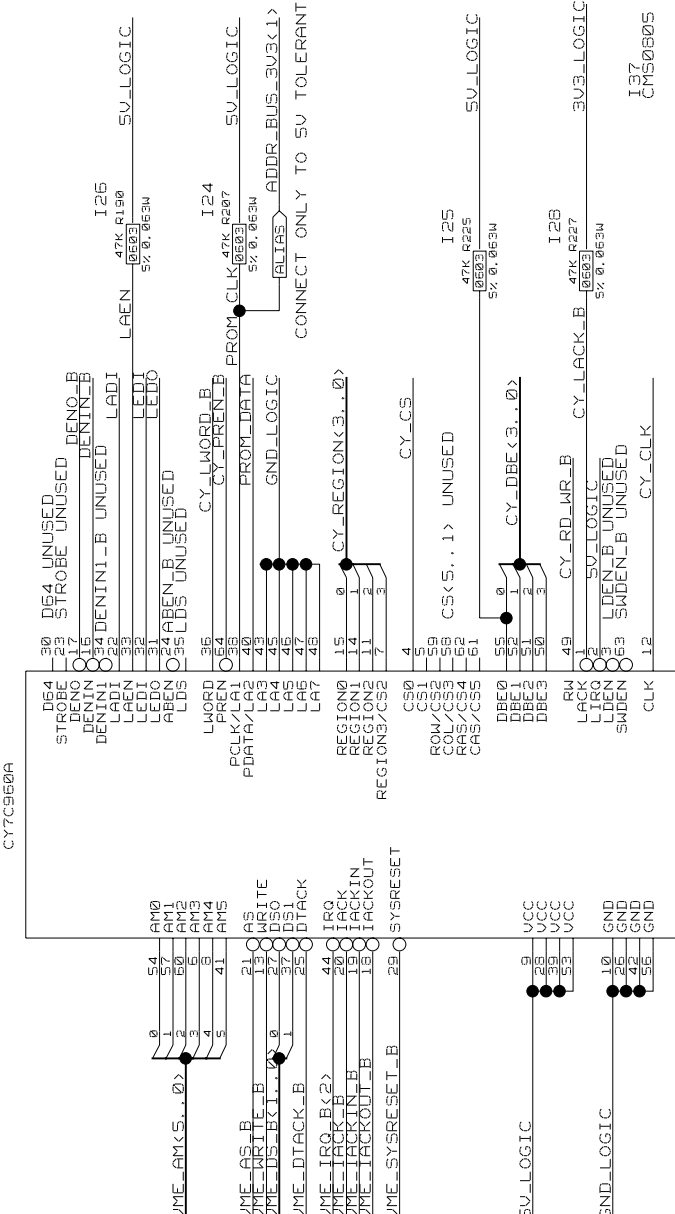 CY7C960A
I37
CMS0805
5V_LOGIC
5V_LOGIC
ADDR_BUS_3V3<1>
CONNECT ONLY TO 5V TOLERANT
5V_LOGIC
3V3_LOGIC
I26
47K R190
0603
5% 0.063W
I24
47K R207
0603
5% 0.063W
ALIAS
I25
47K R225
0603
5% 0.063W
I28
47K R227
0603
5% 0.063W
D64 UNUSED
STROBE UNUSED
DENO_B
DENIN_B
DENIN1_B UNUSED
LADI
LAEN
LEDI
LEDO
ABEN_B UNUSED
LDS UNUSED
CY_LWORD_B
CY_PREN_B
PROM_CLK
PROM_DATA
GND_LOGIC
CY_REGION<3..0>
0
1
2
3
CY_CS
CS<5..1> UNUSED
CY_DBE<3..0>
0
1
2
3
CY_RD_WR_B
CY_LACK_B
5V_LOGIC
LDEN_B UNUSED
SWDEN_B UNUSED
CY_CLK
30 D64
23 STROBE
17 DENO
16 DENIN
34 DENIN1
22 LADI
33 LAEN
32 LEDI
31 LEDO
24 ABEN
35 LDS
36 LWORD
64 PREN
38 PCLK/LA1
40 PDATA/LA2
43 LA3
45 LA4
46 LA5
47 LA6
48 LA7
15 REGION0
14 REGION1
11 REGION2
7 REGION3/CS2
4 CS0
5 CS1
59 ROW/CS2
58 COL/CS3
62 RAS/CS4
61 CAS/CS5
55 DBE0
52 DBE1
51 DBE2
50 DBE3
49 RW
1 LACK
2 LIRQ
3 LDEN
63 SWDEN
12 CLK
AM0 54 0
AM1 57 1
AM2 60 2
AM3 6 3
AM4 8 4
AM5 41 5
VME_AM<5..0>
AS 21 VME_AS_B
WRITE 13 VME_WRITE_B
DS0 27 0
DS1 37 1
VME_DS_B<1..0>
DTACK 25 VME_DTACK_B
IRQ 44 VME_IRQ_B<2>
IACK 20 VME_IACK_B
IACKIN 19 VME_IACKIN_B
IACKOUT 18 VME_IACKOUT_B
SYSRESET 29 VME_SYSRESET_B
VCC 9
VCC 28
VCC 39
VCC 53
5V_LOGIC
GND 10
GND 26
GND 42
GND 56
GND_LOGIC